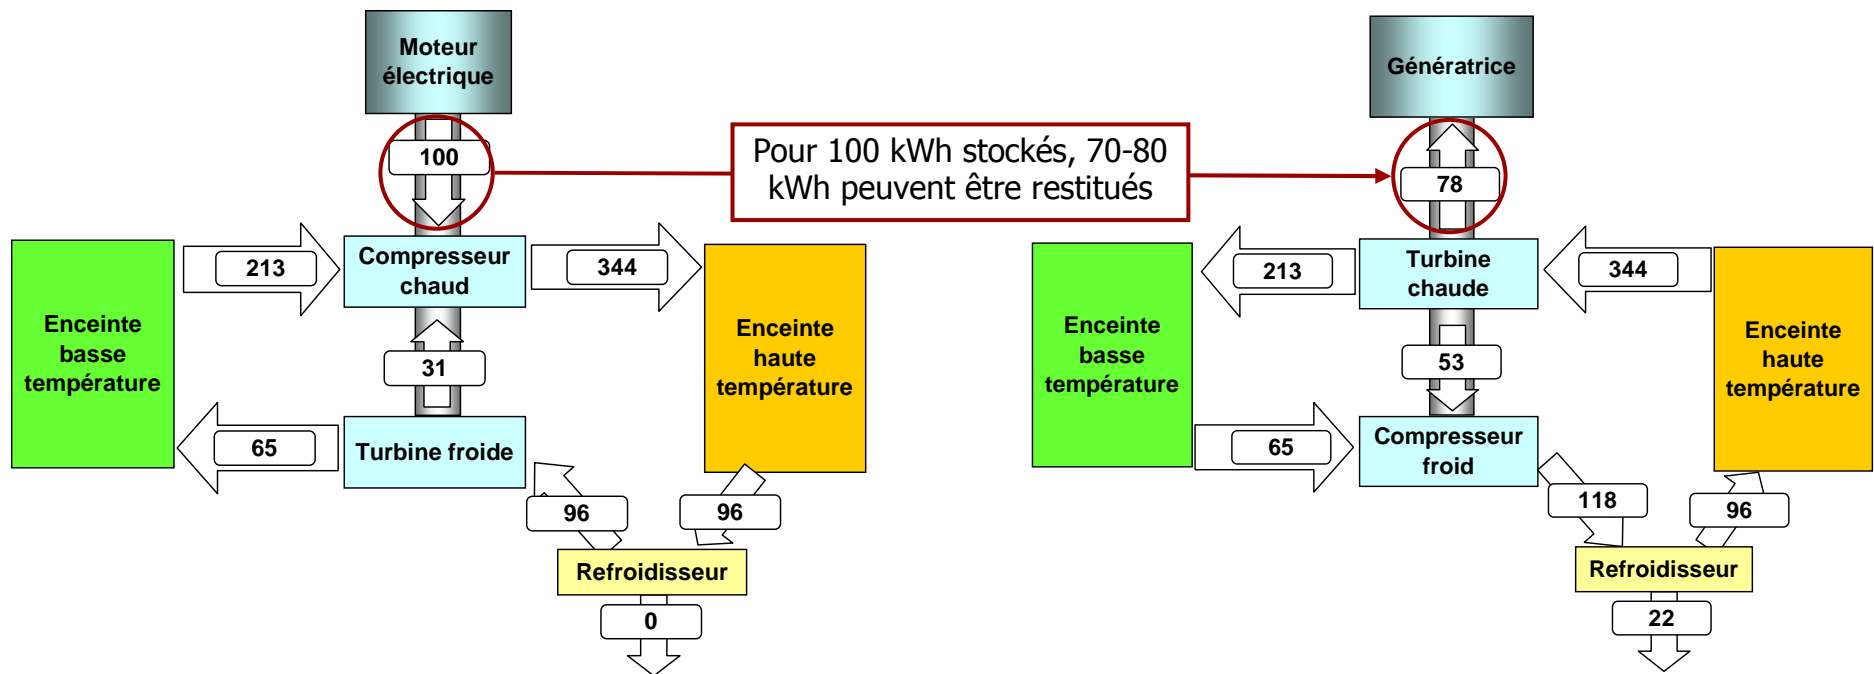 Moteur
électrique
100
Compresseur
chaud
213
344
Enceinte
basse
température
Enceinte
haute
température
31
65
Turbine froide
96
96
Refroidisseur
0
Pour 100 kWh stockés, 70-80
kWh peuvent être restitués
Génératrice
78
Turbine
chaude
213
344
Enceinte
basse
température
Enceinte
haute
température
53
65
Compresseur
froid
118
96
Refroidisseur
22